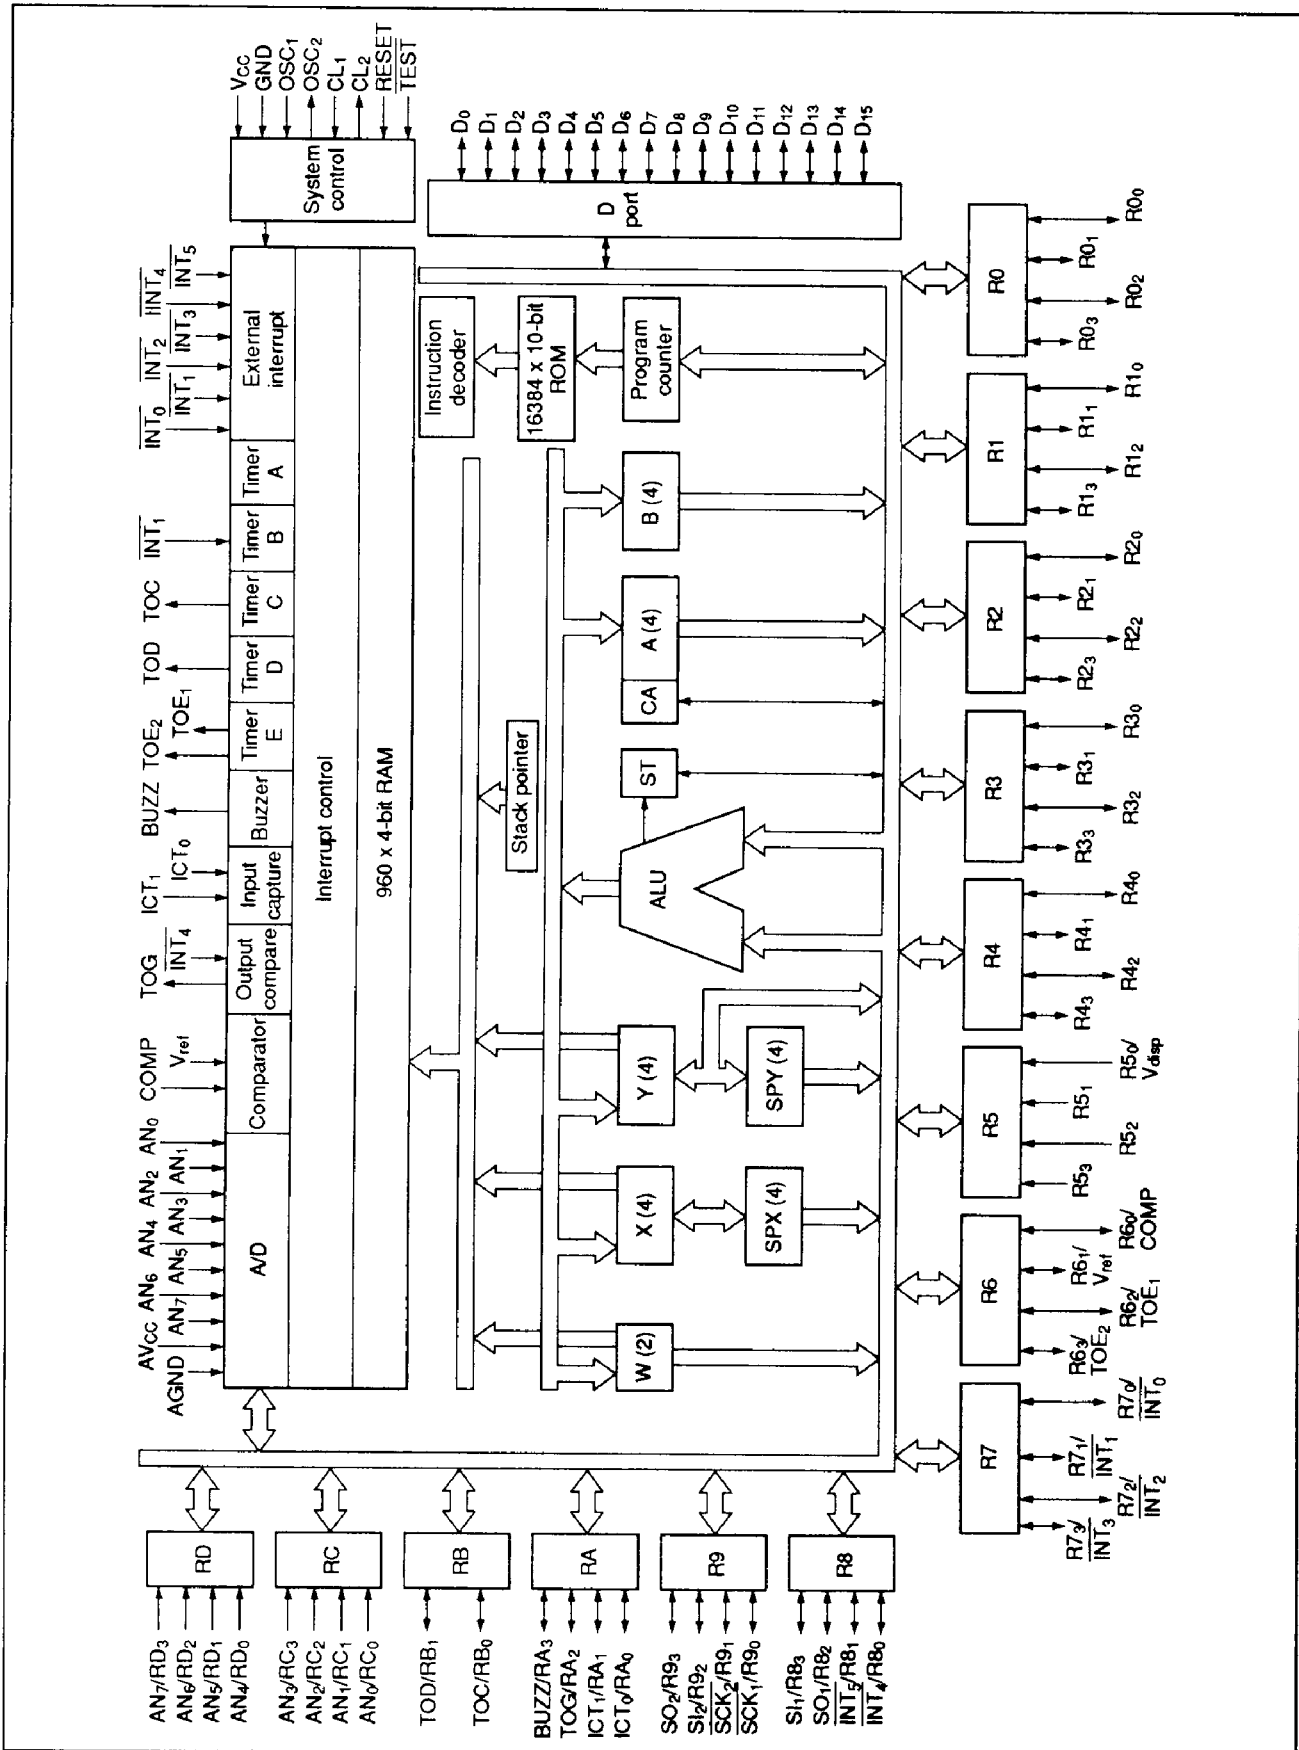 AGND
AVCC
AN7
AN6
AN5
AN4
AN3
AN2
AN1
AN0
COMP
Vref
TOG
INT4
ICT1
ICT0
BUZZ
TOE2
TOE1
TOD
TOC
INT1
INT0
INT1
INT2
INT3
INT4
INT5
VCC
GND
OSC1
OSC2
CL1
CL2
RESET
TEST
A/D
Comparator
Output
compare
Input
capture
Buzzer
Timer
E
Timer
D
Timer
C
Timer
B
Timer
A
External
interrupt
System
control
Interrupt control
960 x 4-bit RAM
Instruction
decoder
16384 x 10-bit
ROM
Program
counter
Stack pointer
W (2)
X (4)
SPX (4)
Y (4)
SPY (4)
ALU
ST
CA
A (4)
B (4)
D
port
D0
D1
D2
D3
D4
D5
D6
D7
D8
D9
D10
D11
D12
D13
D14
D15
AN7/RD3
AN6/RD2
AN5/RD1
AN4/RD0
RD
AN3/RC3
AN2/RC2
AN1/RC1
AN0/RC0
RC
TOD/RB1
TOC/RB0
RB
BUZZ/RA3
TOG/RA2
ICT1/RA1
ICT0/RA0
RA
SO2/R93
SI2/R92
SCK2/R91
SCK1/R90
R9
SI1/R83
SO1/R82
INT5/R81
INT4/R80
R8
R7
R73/
INT3
R72/
INT2
R71/
INT1
R70/
INT0
R6
R63/
TOE2
R62/
TOE1
R61/
Vref
R60/
COMP
R5
R53
R52
R51
R50/
Vdisp
R4
R43
R42
R41
R40
R3
R33
R32
R31
R30
R2
R23
R22
R21
R20
R1
R13
R12
R11
R10
R0
R03
R02
R01
R00